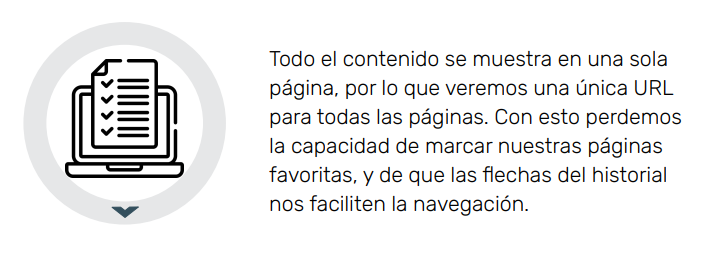 Todo el contenido se muestra en una sola
página, por lo que veremos una única URL
para todas las páginas. Con esto perdemos
la capacidad de marcar nuestras páginas
favoritas, y de que las flechas del historial
nos faciliten la navegación.